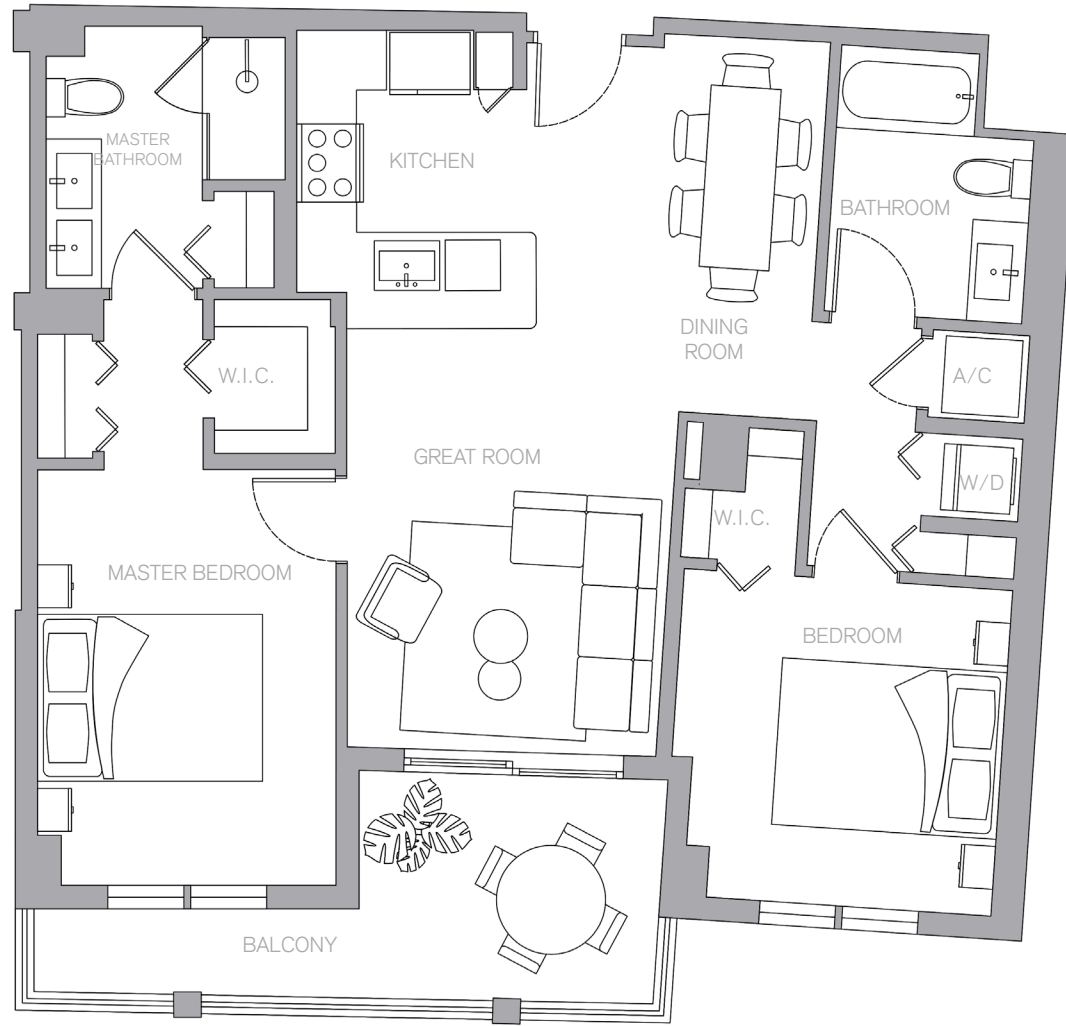 MASTER
BATHROOM
KITCHEN
BATHROOM
DINING
ROOM
W.I.C.
A/C
GREAT ROOM
W/D
W.I.C.
MASTER BEDROOM
BEDROOM
BALCONY